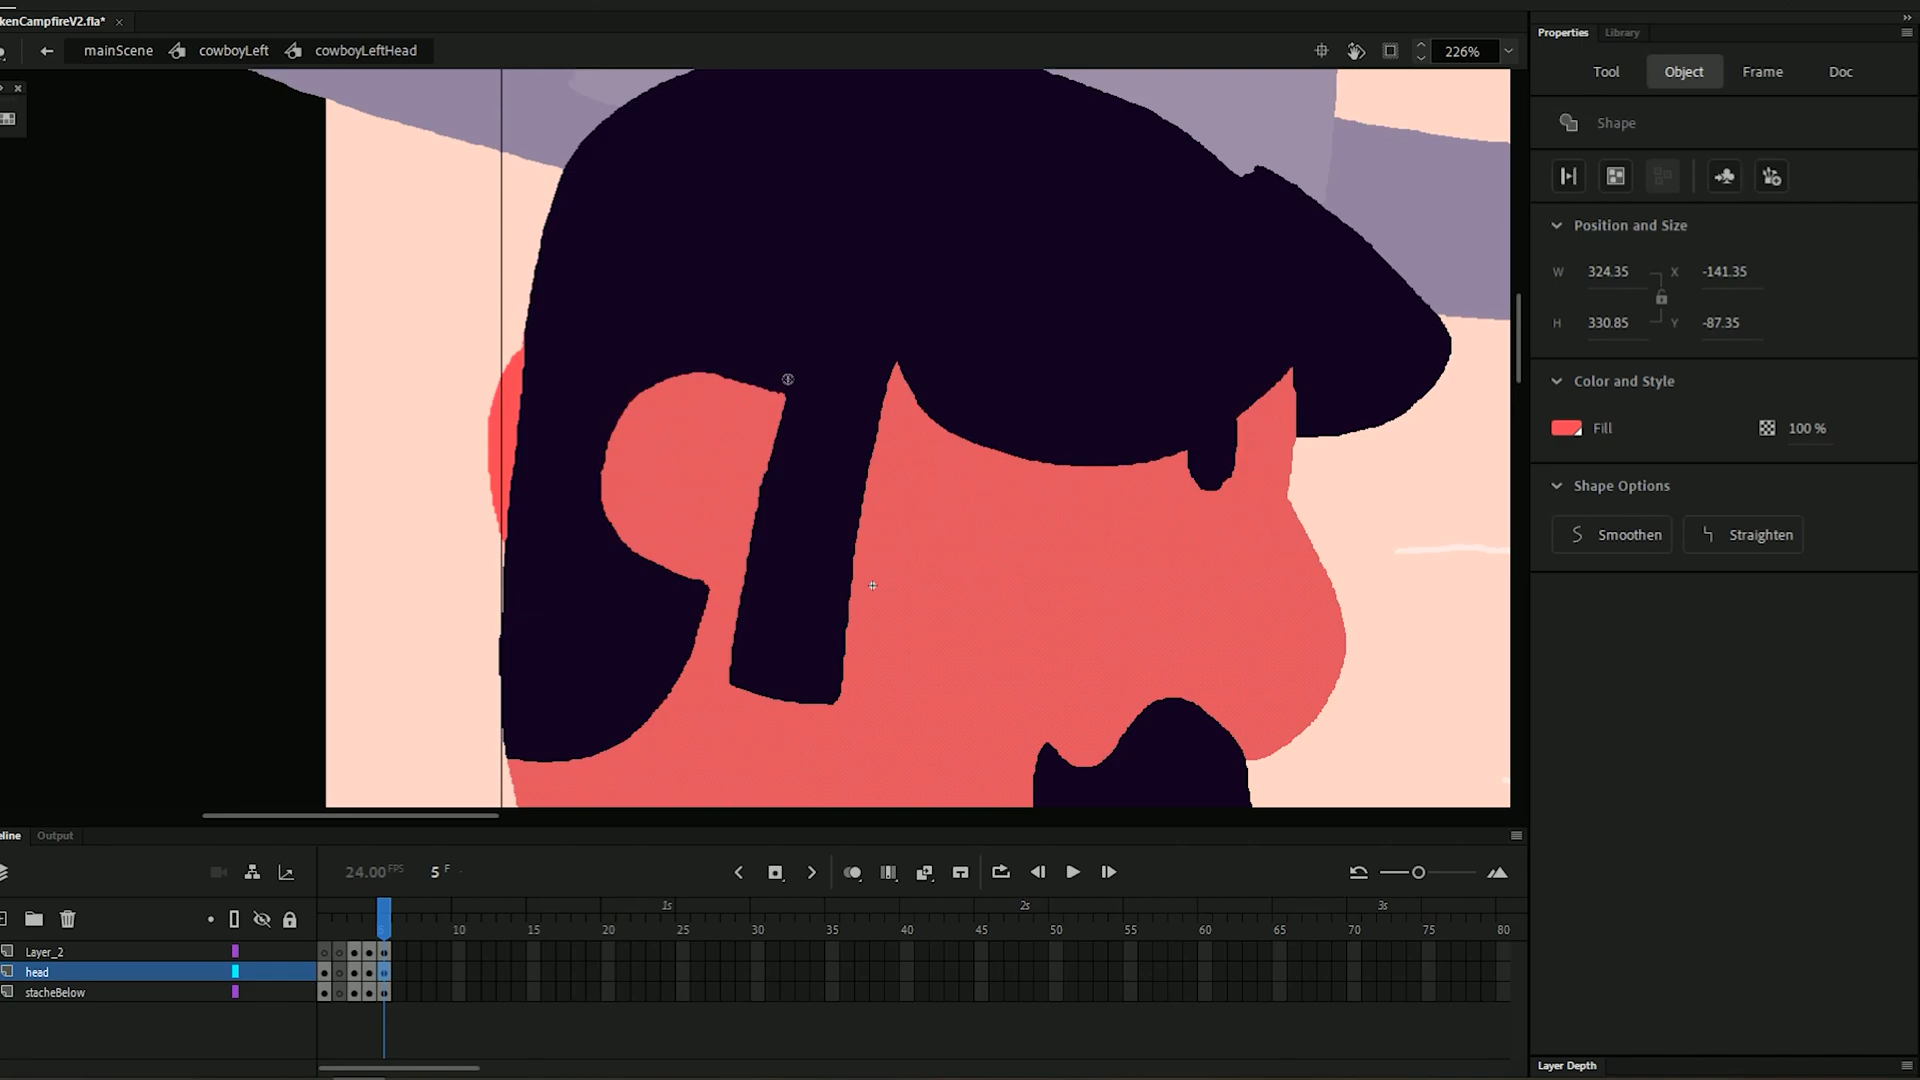 kenCampfireV2.fla*
mainScene cowboyLeft cowboyLeftHead
226%
Properties Library
Tool Object Frame Doc
Shape
Position and Size
W 324.35 X -141.35
H 330.85 Y -87.35
Color and Style
Fill 100 %
Shape Options
Smoothen Straighten
eline Output
24.00 FPS 5 F
1s 2s 3s
5 10 15 20 25 30 35 40 45 50 55 60 65 70 75 80
Layer_2
head
stacheBelow
Layer Depth